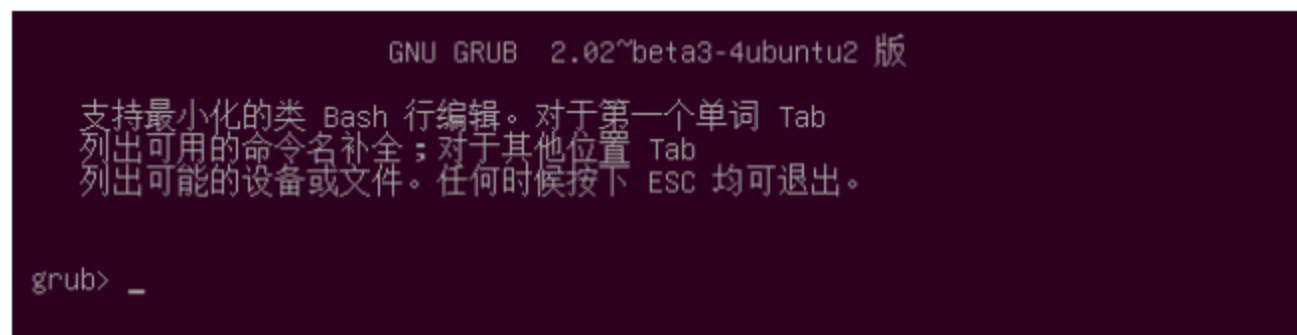 GNU GRUB  2.02~beta3-4ubuntu2 版
支持最小化的类 Bash 行编辑。对于第一个单词 Tab
列出可用的命令名补全；对于其他位置 Tab
列出可能的设备或文件。任何时候按下 ESC 均可退出。
grub> _